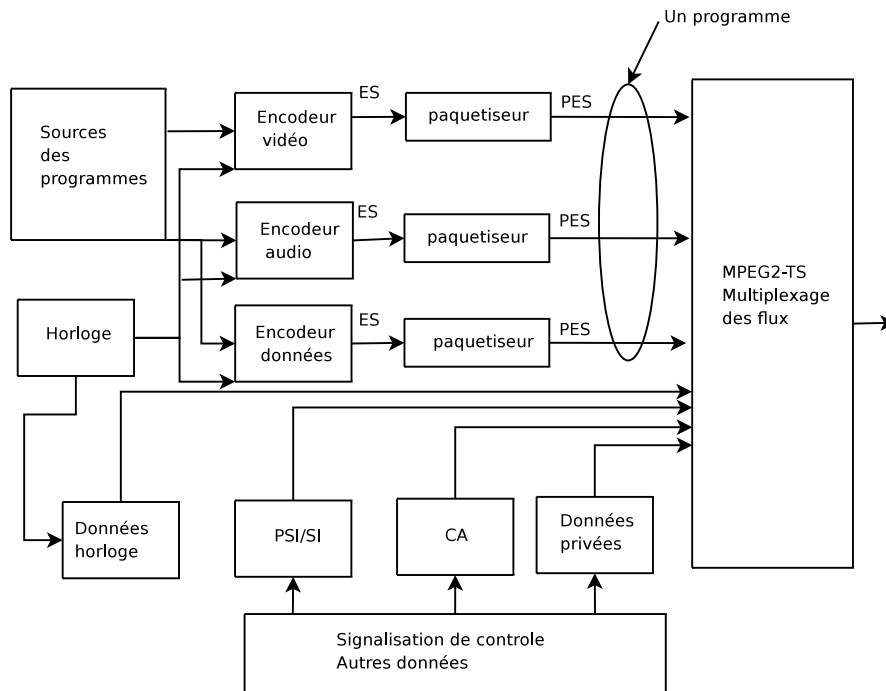 Un programme
Sources
des
programmes
Encodeur
vidéo
ES
paquetiseur
PES
Encodeur
audio
ES
paquetiseur
PES
MPEG2-TS
Multiplexage
des flux
Horloge
Encodeur
données
ES
paquetiseur
PES
Données
horloge
PSI/SI
CA
Données
privées
Signalisation de controle
Autres données